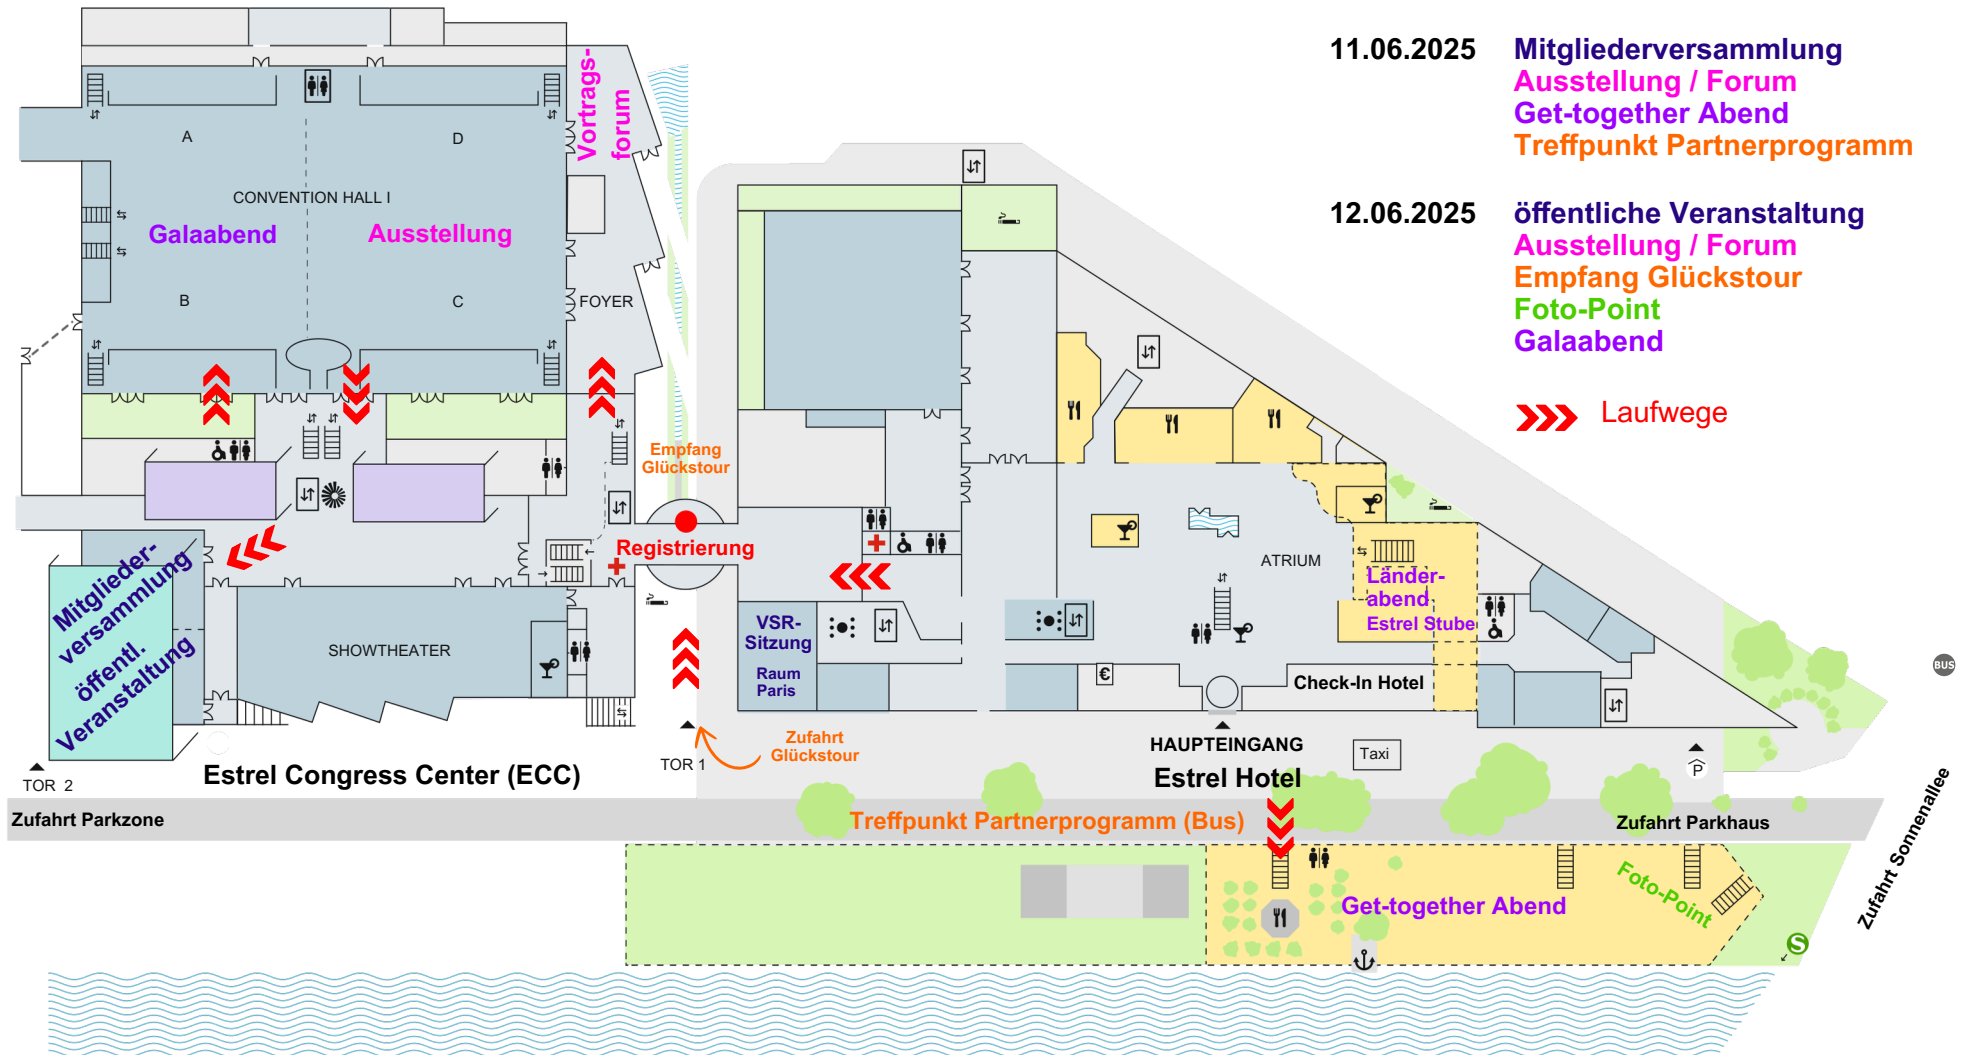 11.06.2025 Mitgliederversammlung
Ausstellung / Forum
Get-together Abend
Treffpunkt Partnerprogramm
12.06.2025 öffentliche Veranstaltung
Ausstellung / Forum
Empfang Glückstour
Foto-Point
Galaabend
Laufwege
Vortrags-
forum
A
D
CONVENTION HALL I
Galaabend
Ausstellung
B
C
FOYER
Empfang
Glückstour
Registrierung
ATRIUM
Länder-
abend
Estrel Stube
Mitglieder-
versammlung
öffentl.
Veranstaltung
SHOWTHEATER
VSR-
Sitzung
Raum
Paris
€
Check-In Hotel
BUS
Zufahrt
Glückstour
HAUPTEINGANG
Taxi
P
TOR 1
TOR 2
Estrel Congress Center (ECC)
Estrel Hotel
Zufahrt Parkzone
Treffpunkt Partnerprogramm (Bus)
Zufahrt Parkhaus
Zufahrt Sonnenallee
Foto-Point
Get-together Abend
S